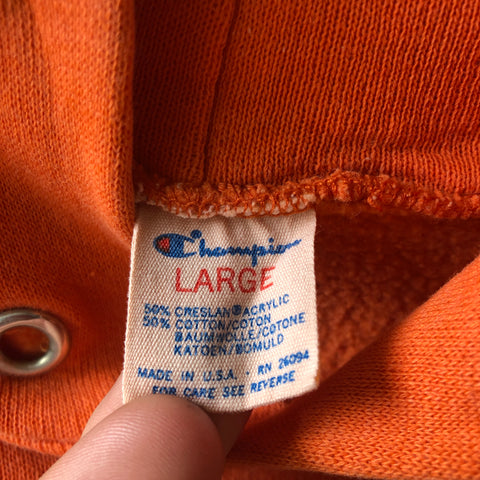 Champion
LARGE
50% CRESLAN® ACRYLIC
50% COTTON/COTON
BAUMWOLLE/COTONE
KATOEN/BOMULD
MADE IN U.S.A. RN 26094
FOR CARE SEE REVERSE